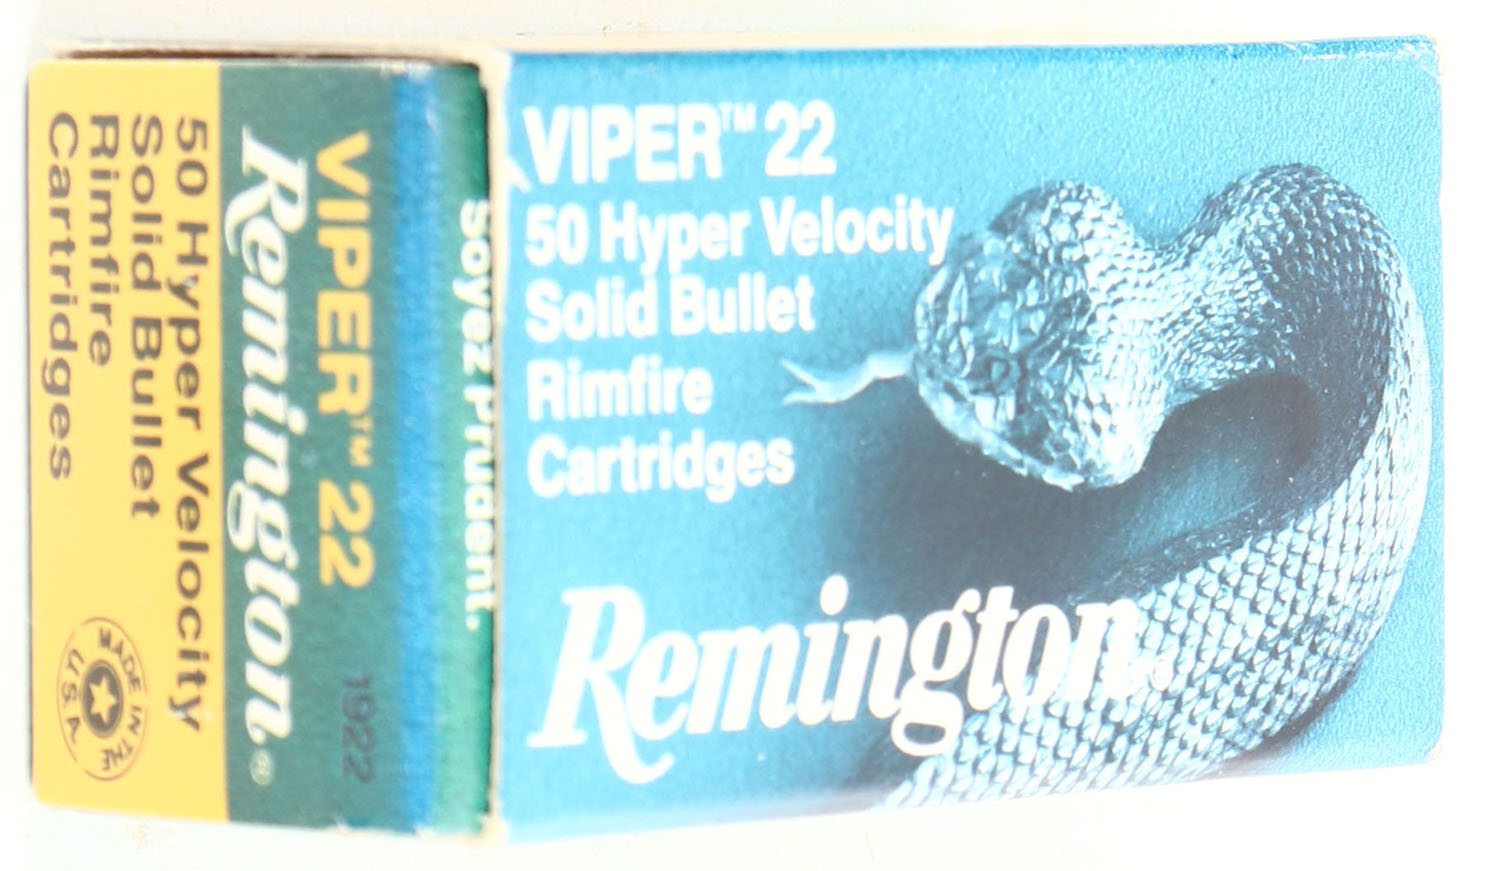 VIPER™ 22
50 Hyper Velocity
Solid Bullet
Rimfire
Cartridges
Remington®
Soyez Prudent.
VIPER™ 22
1922
Remington®
50 Hyper Velocity
Solid Bullet
Rimfire
Cartridges
MADE IN THE
U.S.A.